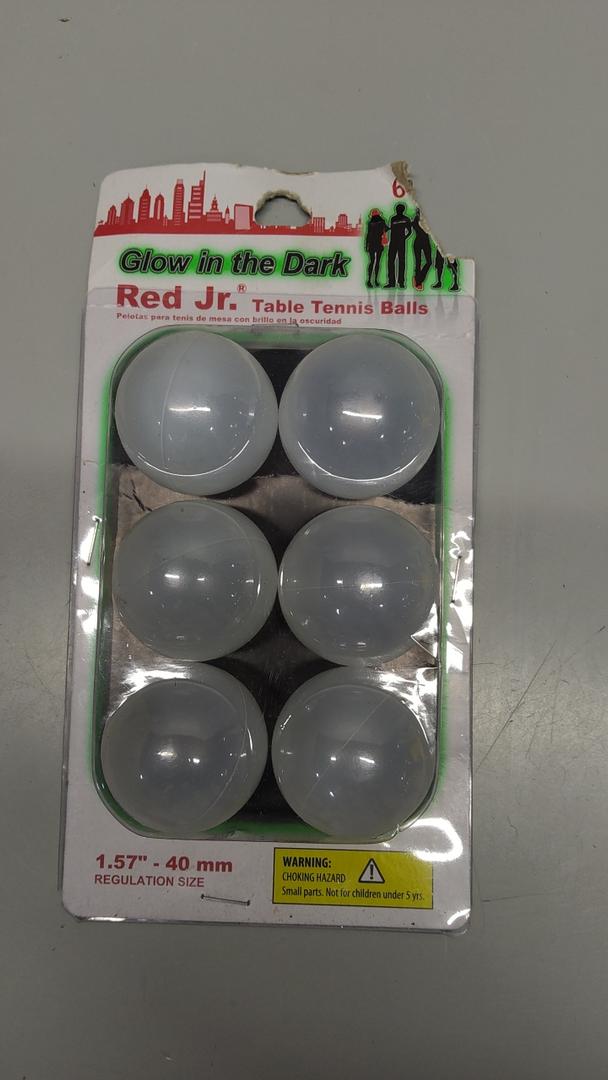 6
Glow in the Dark
Red Jr.® Table Tennis Balls
Pelotas para tenis de mesa con brillo en la oscuridad
1.57" - 40 mm
REGULATION SIZE
WARNING:
CHOKING HAZARD
Small parts. Not for children under 5 yrs.